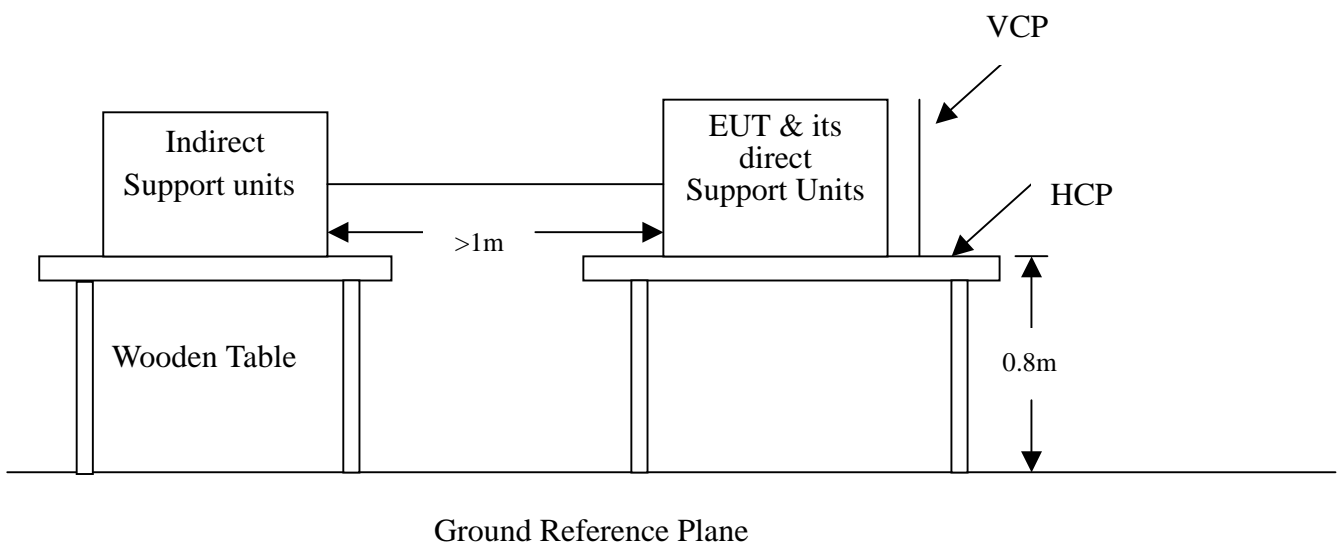 VCP
Indirect
Support units
EUT & its
direct
Support Units
HCP
>1m
Wooden Table
0.8m
Ground Reference Plane